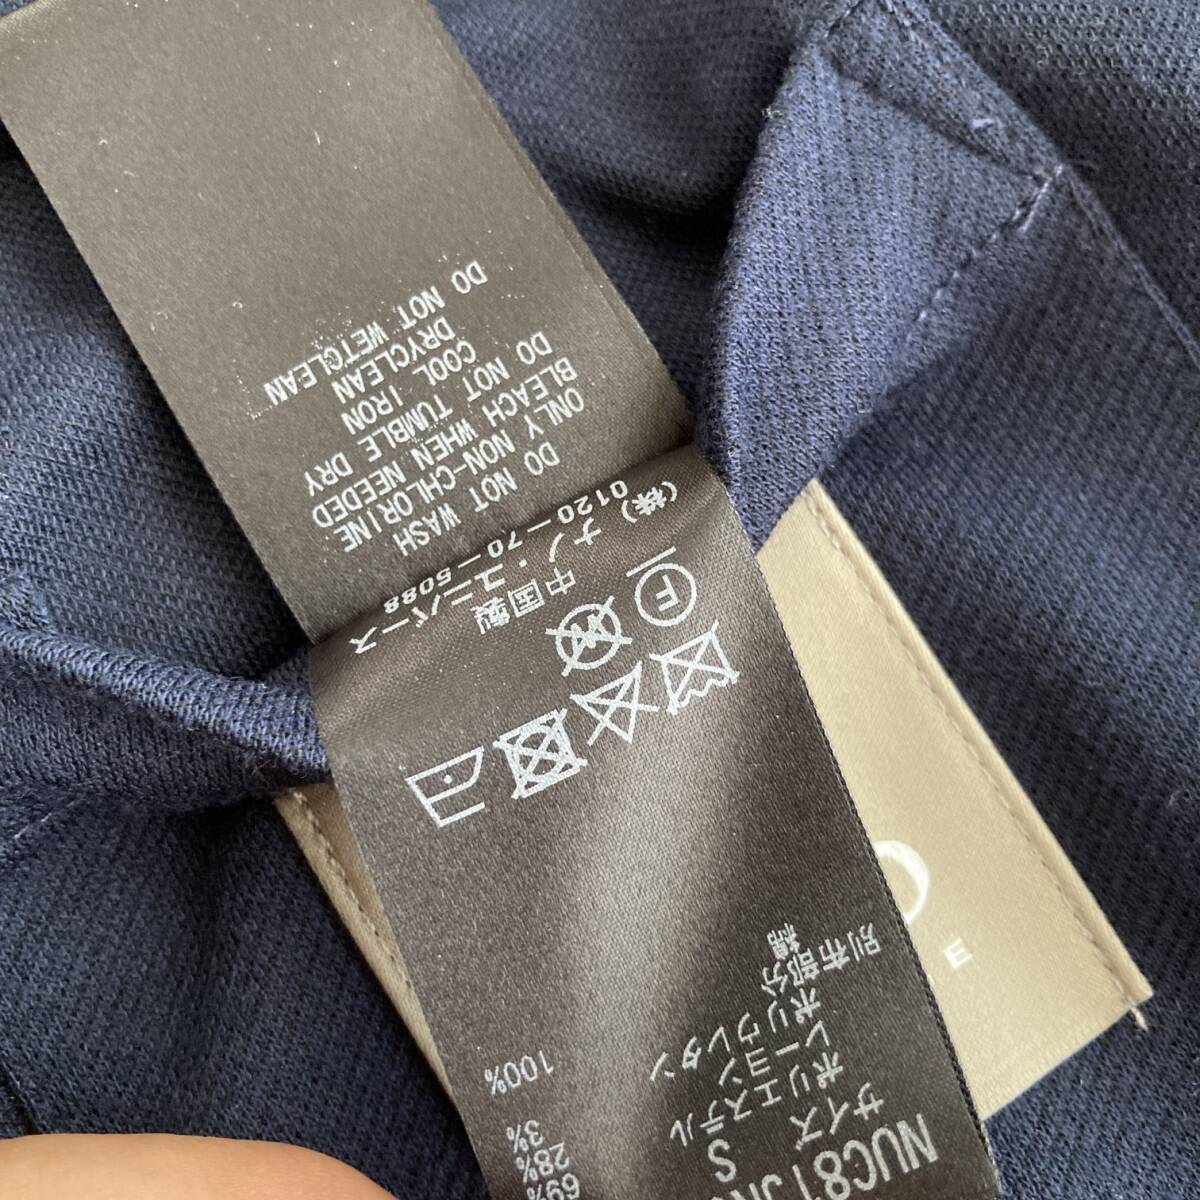 サイズ S
ポリエステル 69%
レーヨン 28%
ポリウレタン 3%
別布部分
綿 100%
F
中国製
(株)ナノ・ユニバース
0120-70-5088
DO NOT WASH
ONLY NON-CHLORINE
BLEACH WHEN NEEDED
DO NOT TUMBLE DRY
COOL IRON
DRYCLEAN
DO NOT WETCLEAN
O
E